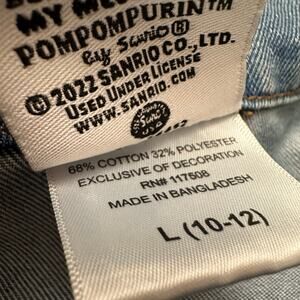 MY MELODY
POMPOMPURIN™
by Sanrio®
© 2022 SANRIO CO., LTD.
USED UNDER LICENSE
WWW.SANRIO.COM
68% COTTON 32% POLYESTER
EXCLUSIVE OF DECORATION
RN# 117508
MADE IN BANGLADESH
L (10-12)